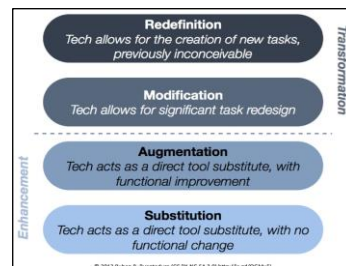 Redefinition
Tech allows for the creation of new tasks,
previously inconceivable
Transformation
Modification
Tech allows for significant task redesign
Augmentation
Tech acts as a direct tool substitute, with
functional improvement
Enhancement
Substitution
Tech acts as a direct tool substitute, with no
functional change